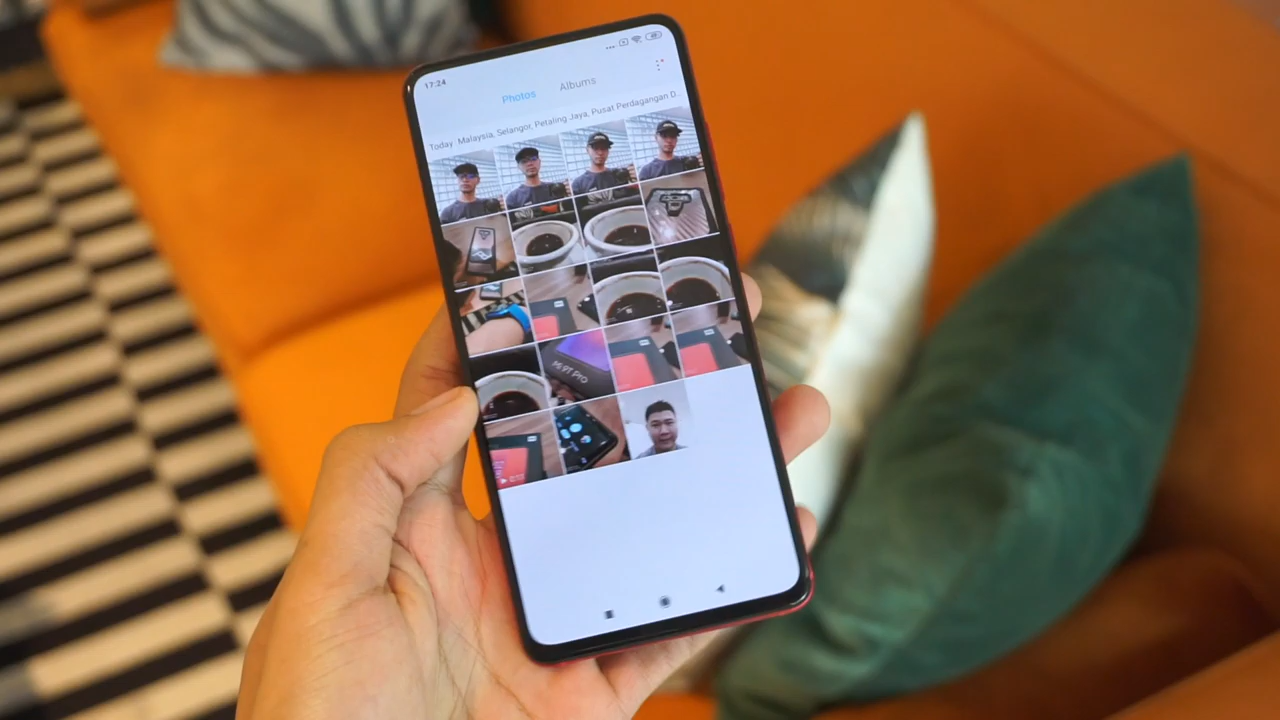 17:24
Photos Albums
Today Malaysia, Selangor, Petaling Jaya, Pusat Perdagangan D...
Mi 9T Pro